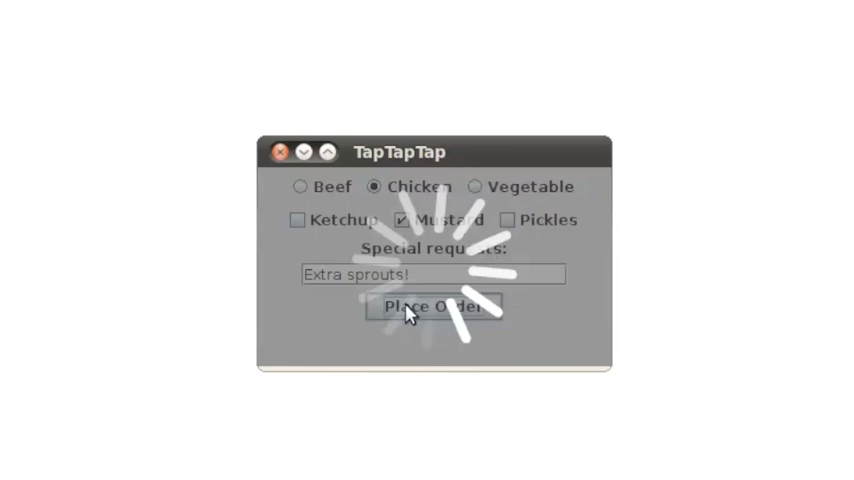 TapTapTap
Beef Chicken Vegetable
Ketchup Mustard Pickles
Special requests:
Extra sprouts!
Place Order